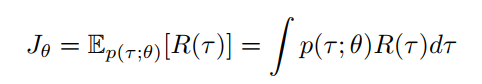 J_θ = 𝔼_{p(τ;θ)}[R(τ)] = ∫ p(τ;θ)R(τ)dτ